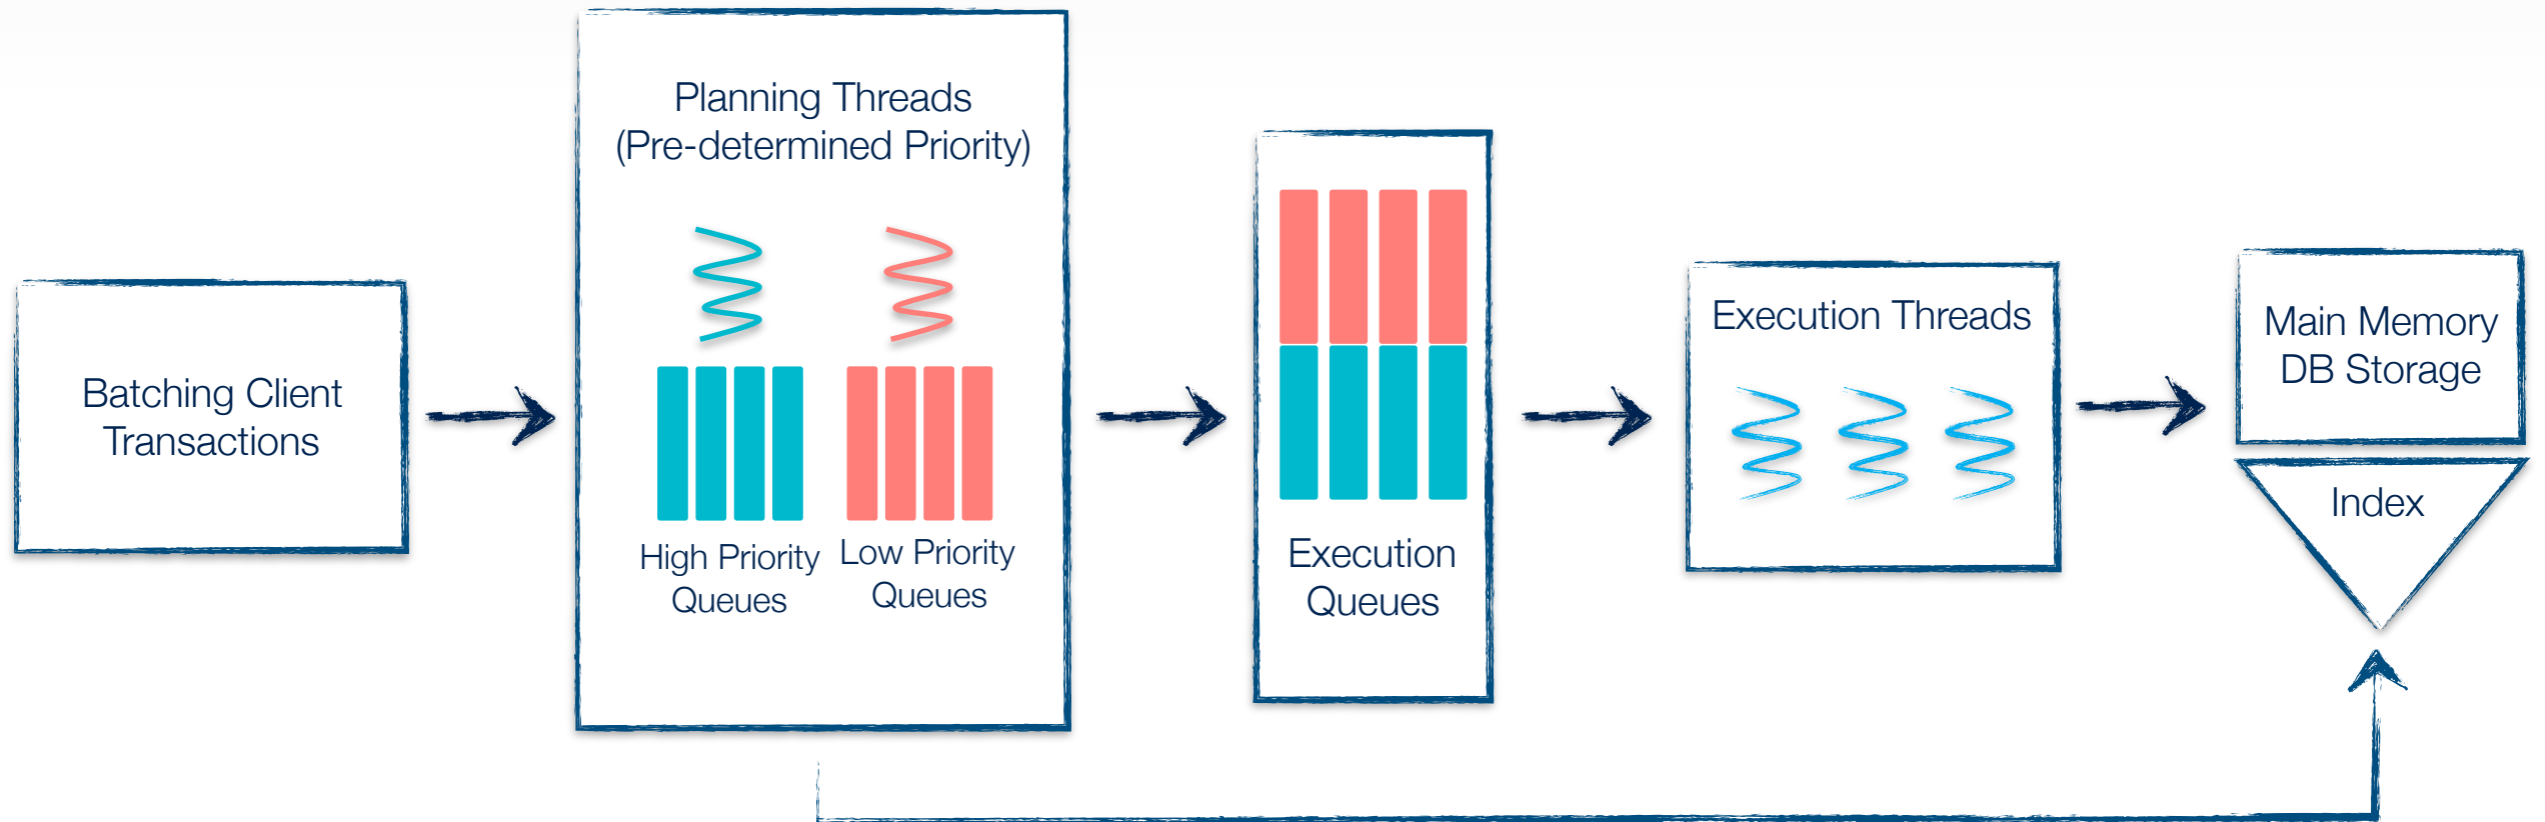 Batching Client
Transactions
Planning Threads
(Pre-determined Priority)
High Priority
Queues
Low Priority
Queues
Execution
Queues
Execution Threads
Main Memory
DB Storage
Index